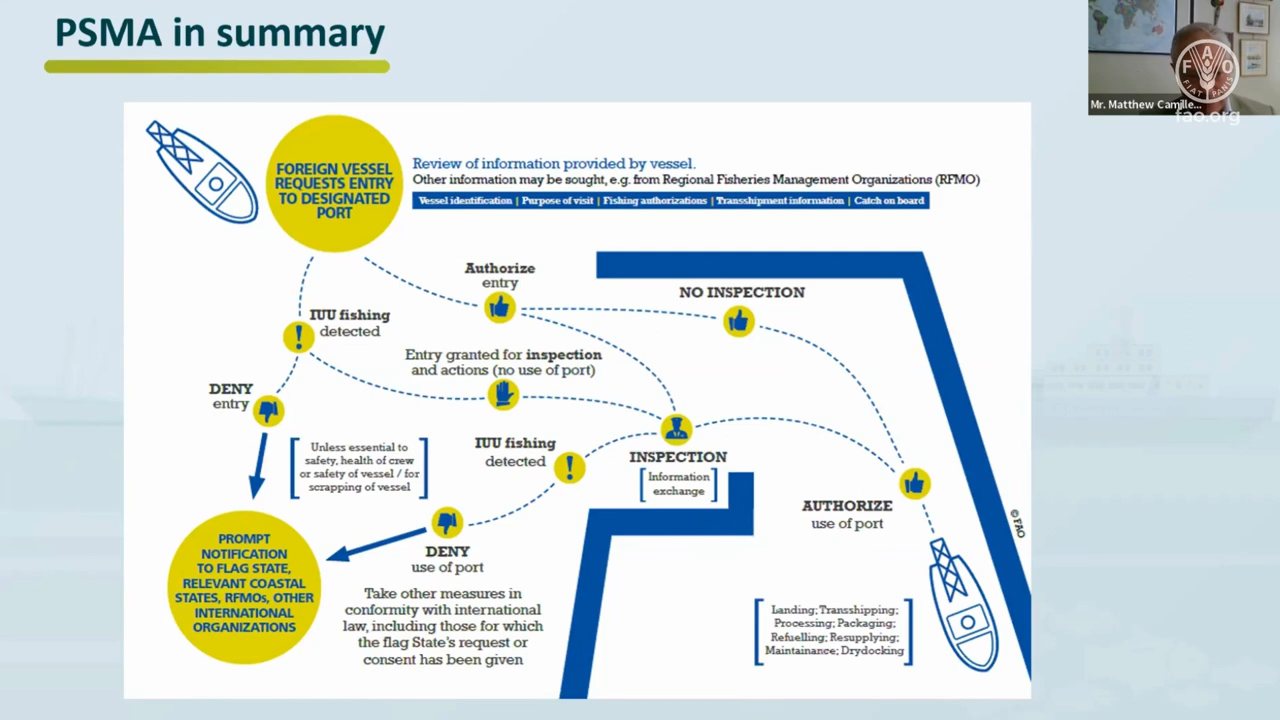 PSMA in summary
Mr. Matthew Camille...
FAO
FIAT PANIS
fao.org
FOREIGN VESSEL
REQUESTS ENTRY
TO DESIGNATED
PORT
Review of information provided by vessel.
Other information may be sought, e.g. from Regional Fisheries Management Organizations (RFMO)
Vessel identification | Purpose of visit | Fishing authorizations | Transshipment information | Catch on board
Authorize
entry
NO INSPECTION
IUU fishing
detected
Entry granted for inspection
and actions (no use of port)
DENY
entry
Unless essential to
safety, health of crew
or safety of vessel / for
scrapping of vessel
IUU fishing
detected
INSPECTION
Information
exchange
AUTHORIZE
use of port
© FAO
PROMPT
NOTIFICATION
TO FLAG STATE,
RELEVANT COASTAL
STATES, RFMOs, OTHER
INTERNATIONAL
ORGANIZATIONS
DENY
use of port
Take other measures in
conformity with international
law, including those for which
the flag State's request or
consent has been given
Landing; Transshipping;
Processing; Packaging;
Refuelling; Resupplying;
Maintainance; Drydocking